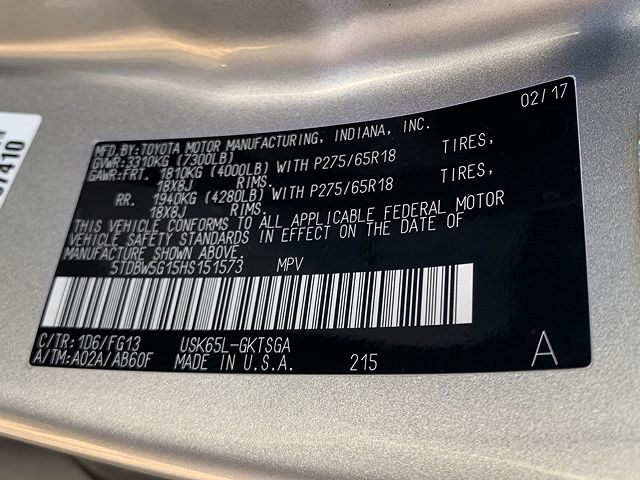 02/17
MFD.BY:TOYOTA MOTOR MANUFACTURING, INDIANA, INC.
GVWR:3310KG (7300LB)
GAWR:FRT. 1810KG (4000LB) WITH P275/65R18 TIRES,
18X8J RIMS.
RR. 1940KG (4280LB) WITH P275/65R18 TIRES,
18X8J RIMS.
THIS VEHICLE CONFORMS TO ALL APPLICABLE FEDERAL MOTOR
VEHICLE SAFETY STANDARDS IN EFFECT ON THE DATE OF
MANUFACTURE SHOWN ABOVE.
5TDBW5G15HS151573 MPV
C/TR:1D6/FG13 USK65L-GKTSGA
A/TM:A02A/AB60F MADE IN U.S.A. 215 A
7410